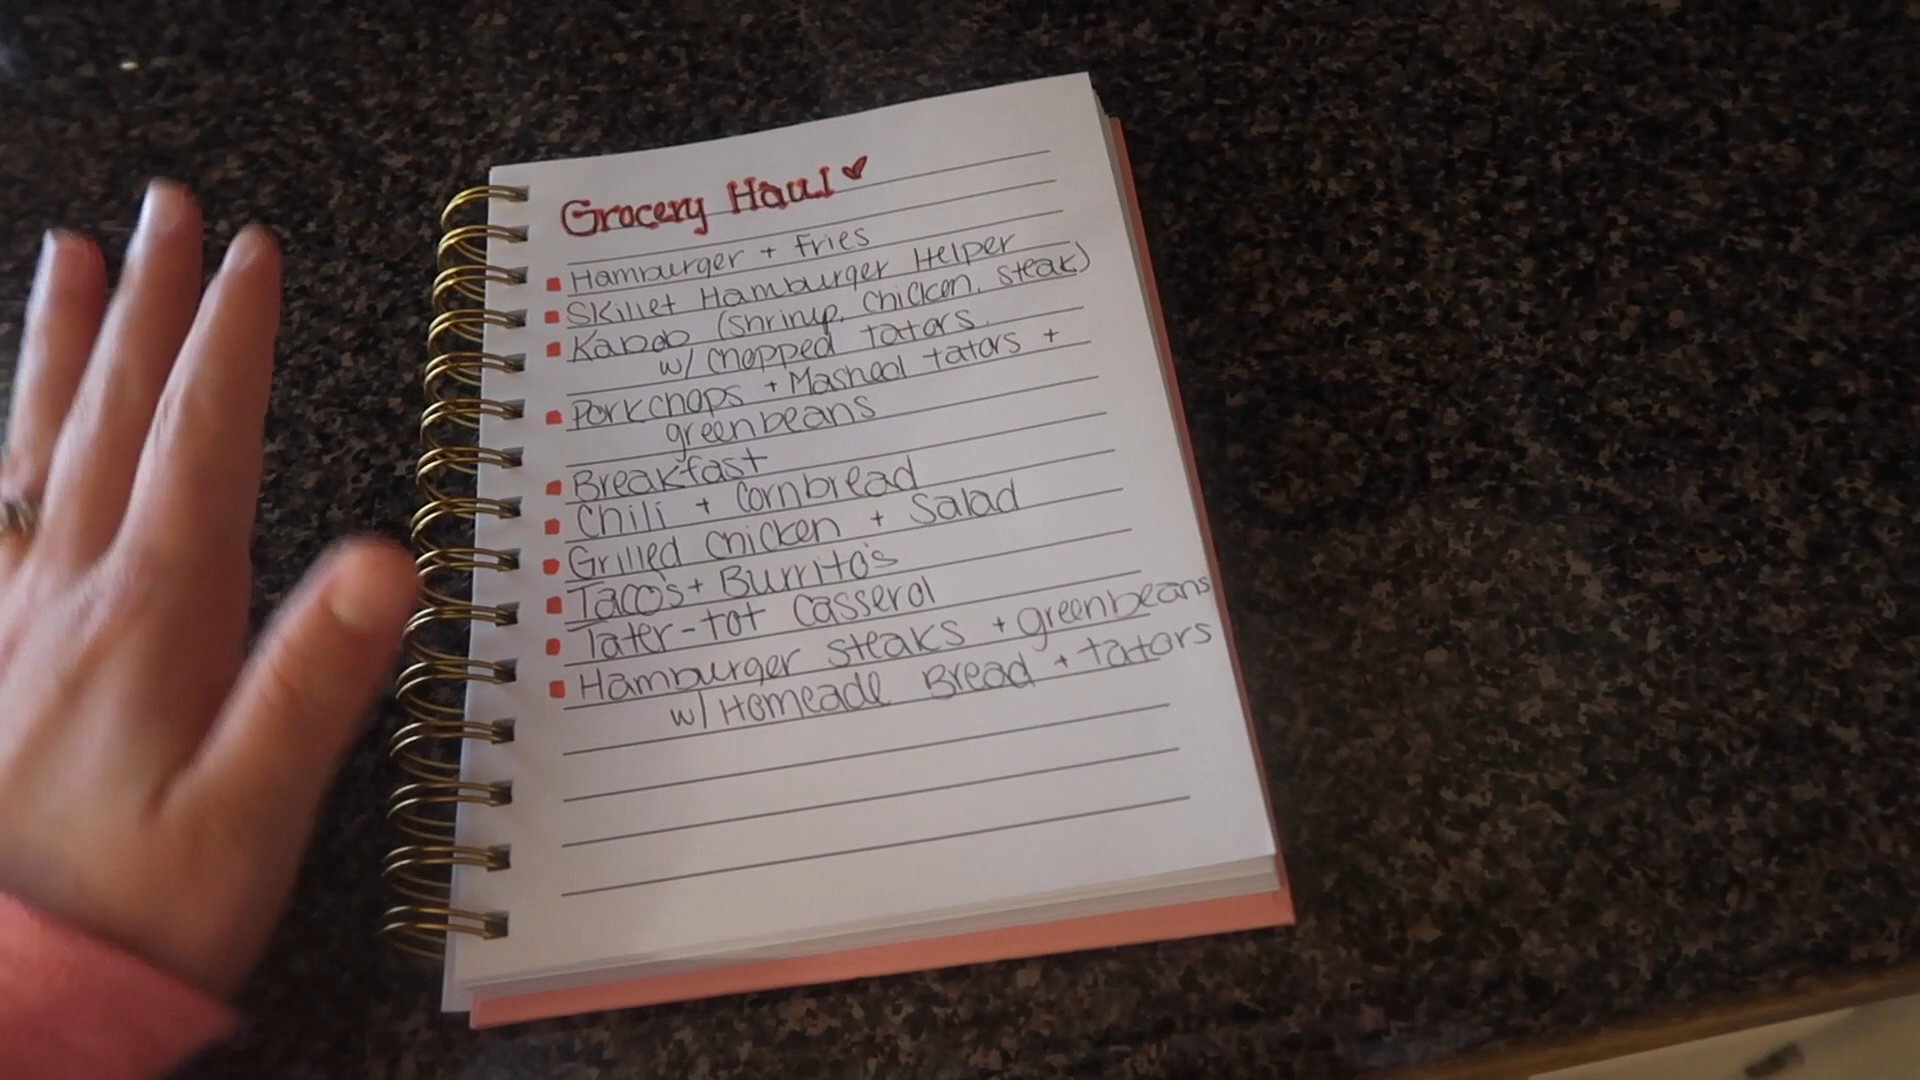 Grocery Haul
Hamburger + Fries
Skillet Hamburger Helper
Kabob (Shrimp, Chicken, Steak)
w/ Chopped tators.
Porkchops + Mashed tators +
greenbeans
Breakfast
Chili + Cornbread
Grilled Chicken + Salad
Taco's + Burrito's
Tater-tot Casserol
Hamburger Steaks + greenbeans
w/ Homeade Bread + tators